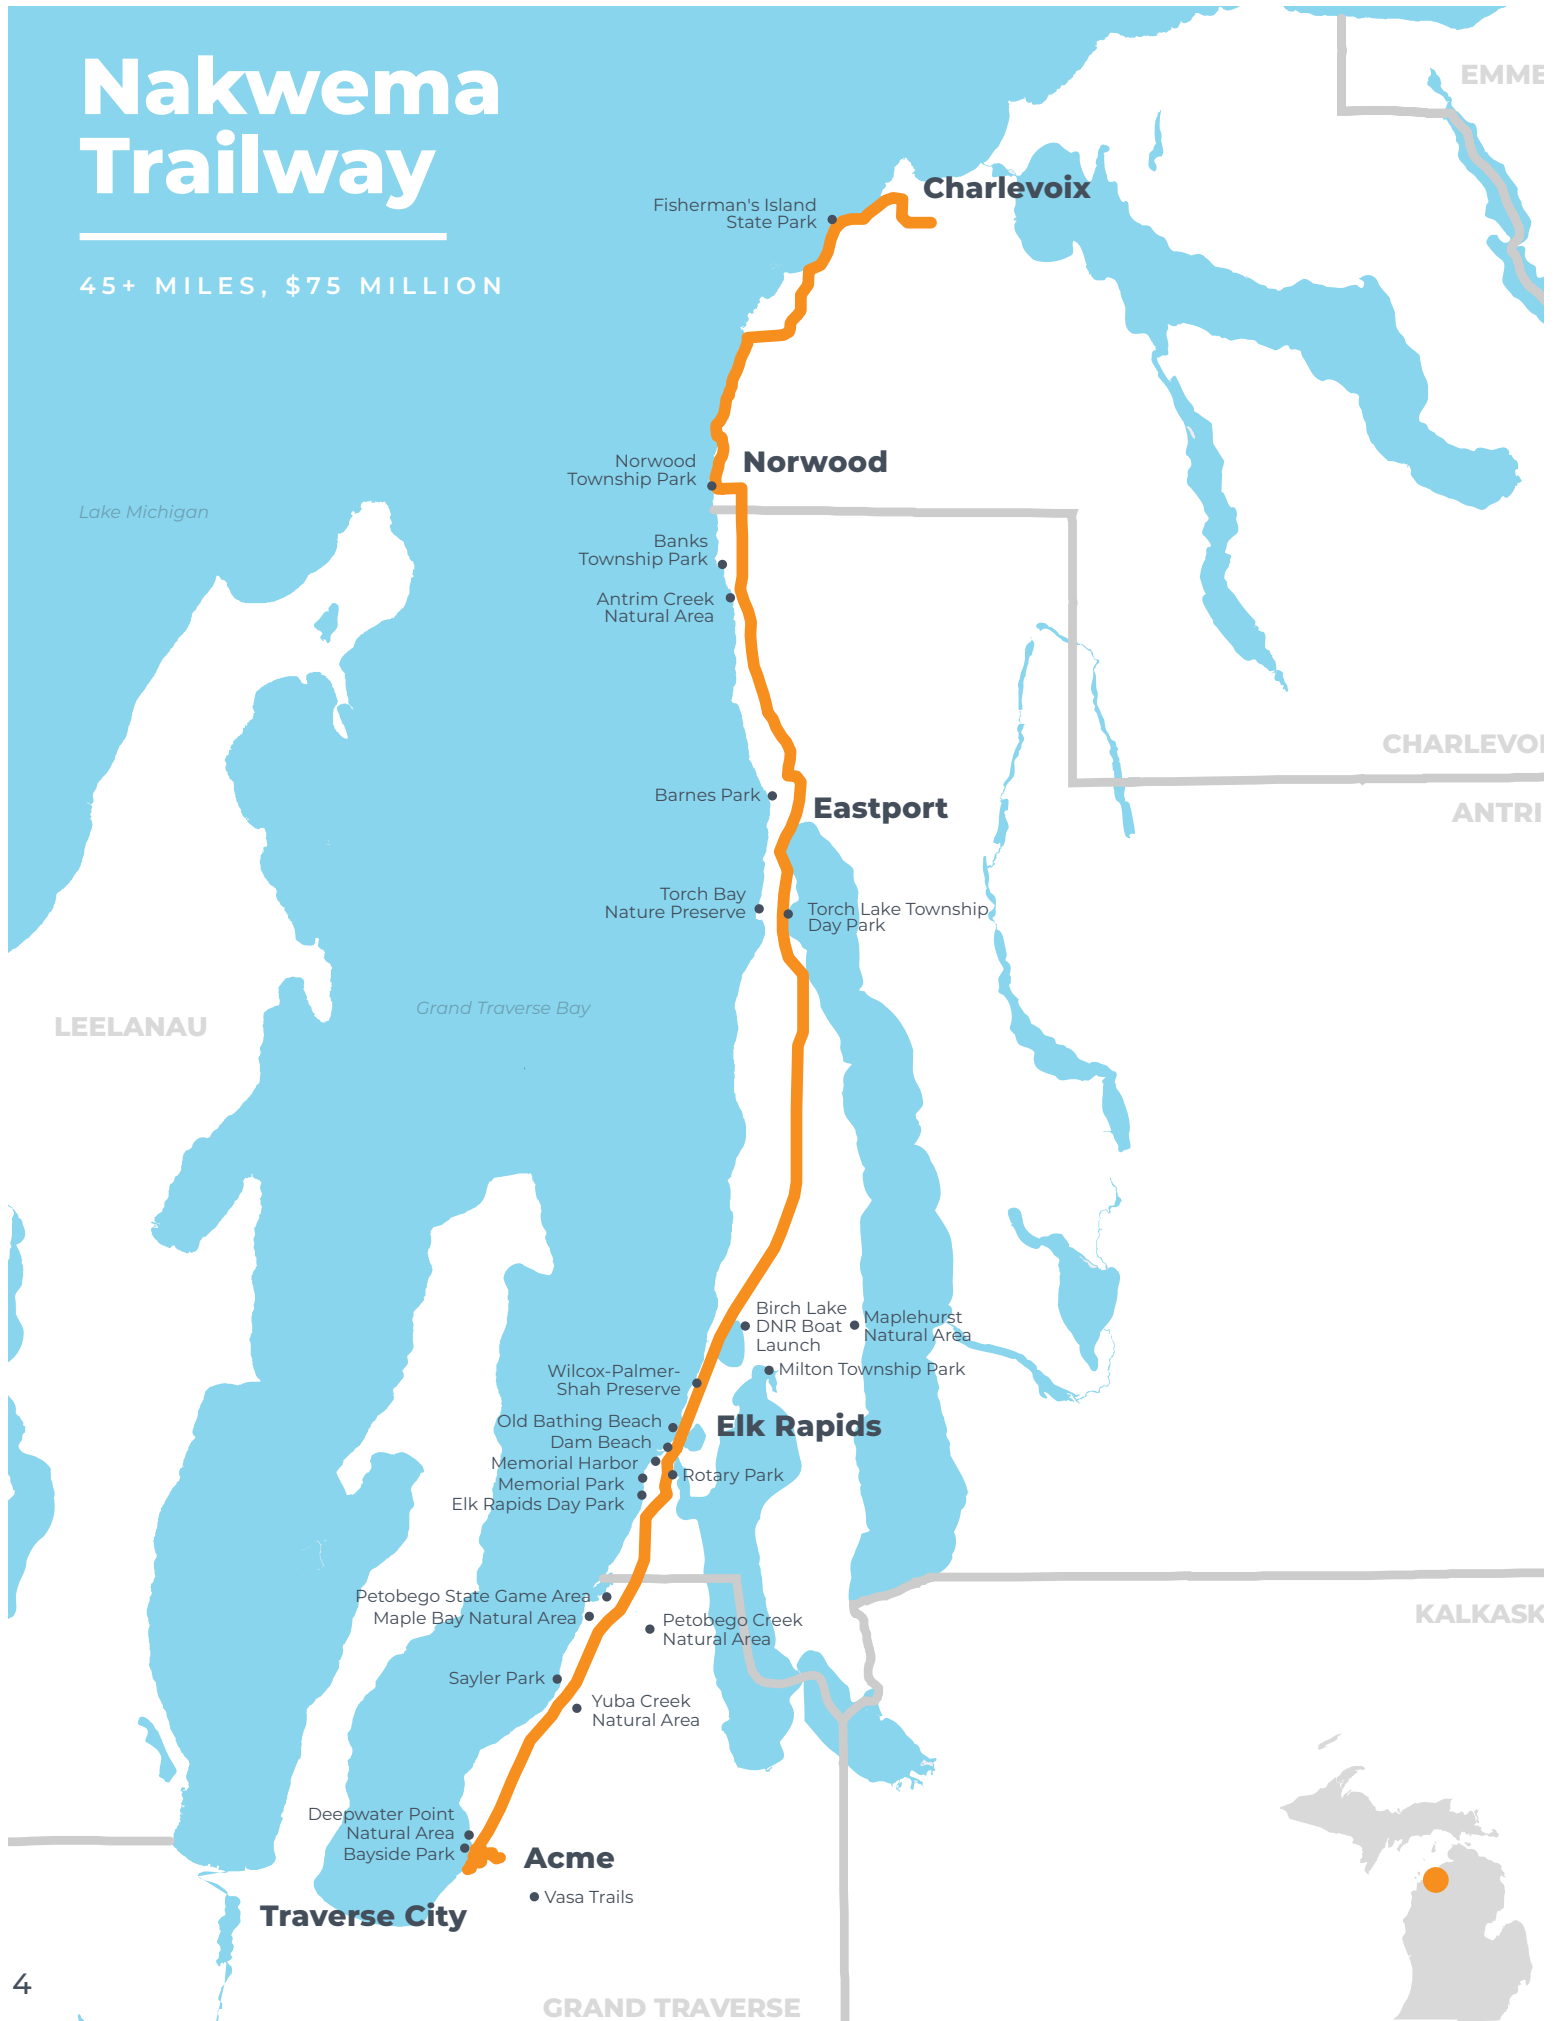 Nakwema
Trailway
45+ MILES, $75 MILLION
EMME
Charlevoix
Fisherman's Island
State Park
Norwood
Norwood
Township Park
Lake Michigan
Banks
Township Park
Antrim Creek
Natural Area
CHARLEVOI
ANTRI
Barnes Park
Eastport
Torch Bay
Nature Preserve
Torch Lake Township
Day Park
Grand Traverse Bay
LEELANAU
Birch Lake
DNR Boat
Launch
Maplehurst
Natural Area
Milton Township Park
Wilcox-Palmer-
Shah Preserve
Old Bathing Beach
Elk Rapids
Dam Beach
Memorial Harbor
Rotary Park
Memorial Park
Elk Rapids Day Park
Petobego State Game Area
Maple Bay Natural Area
Petobego Creek
Natural Area
KALKASK
Sayler Park
Yuba Creek
Natural Area
Deepwater Point
Natural Area
Bayside Park
Acme
Vasa Trails
Traverse City
4
GRAND TRAVERSE